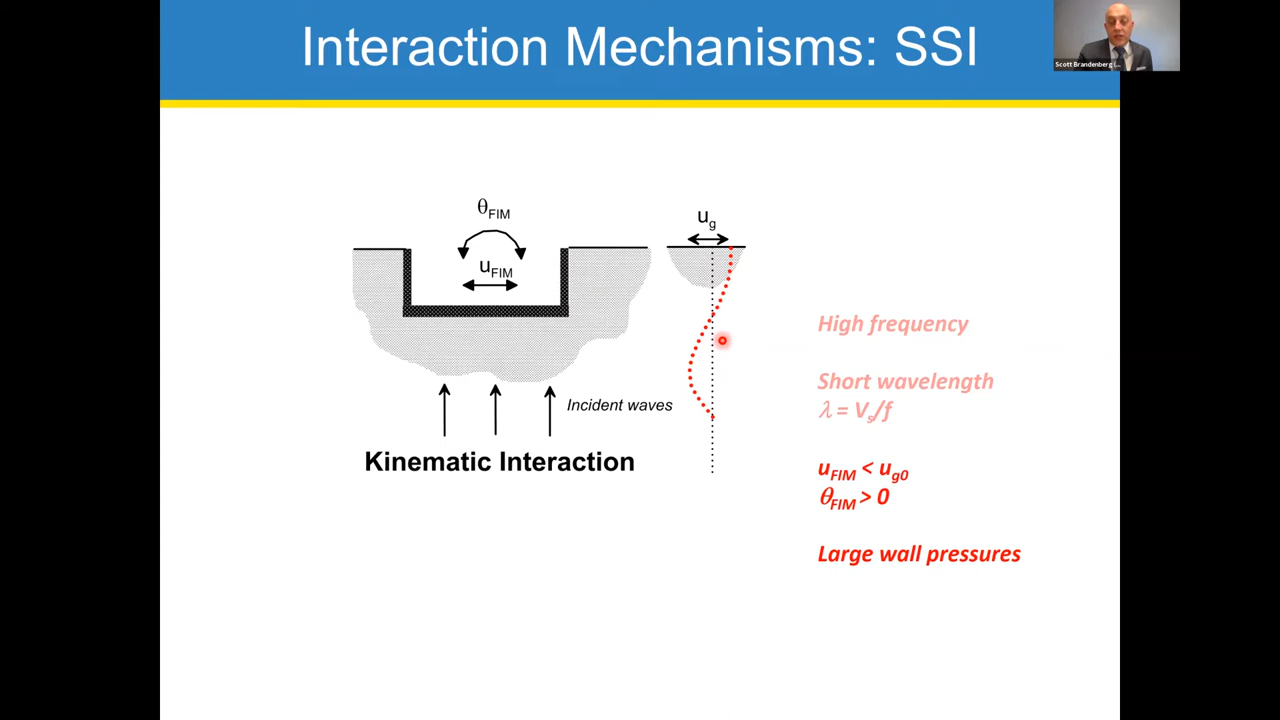 Interaction Mechanisms: SSI
Scott Brandenberg (...
θFIM
uFIM
ug
High frequency
Short wavelength
λ = Vs/f
Incident waves
Kinematic Interaction
uFIM < ug0
θFIM > 0
Large wall pressures